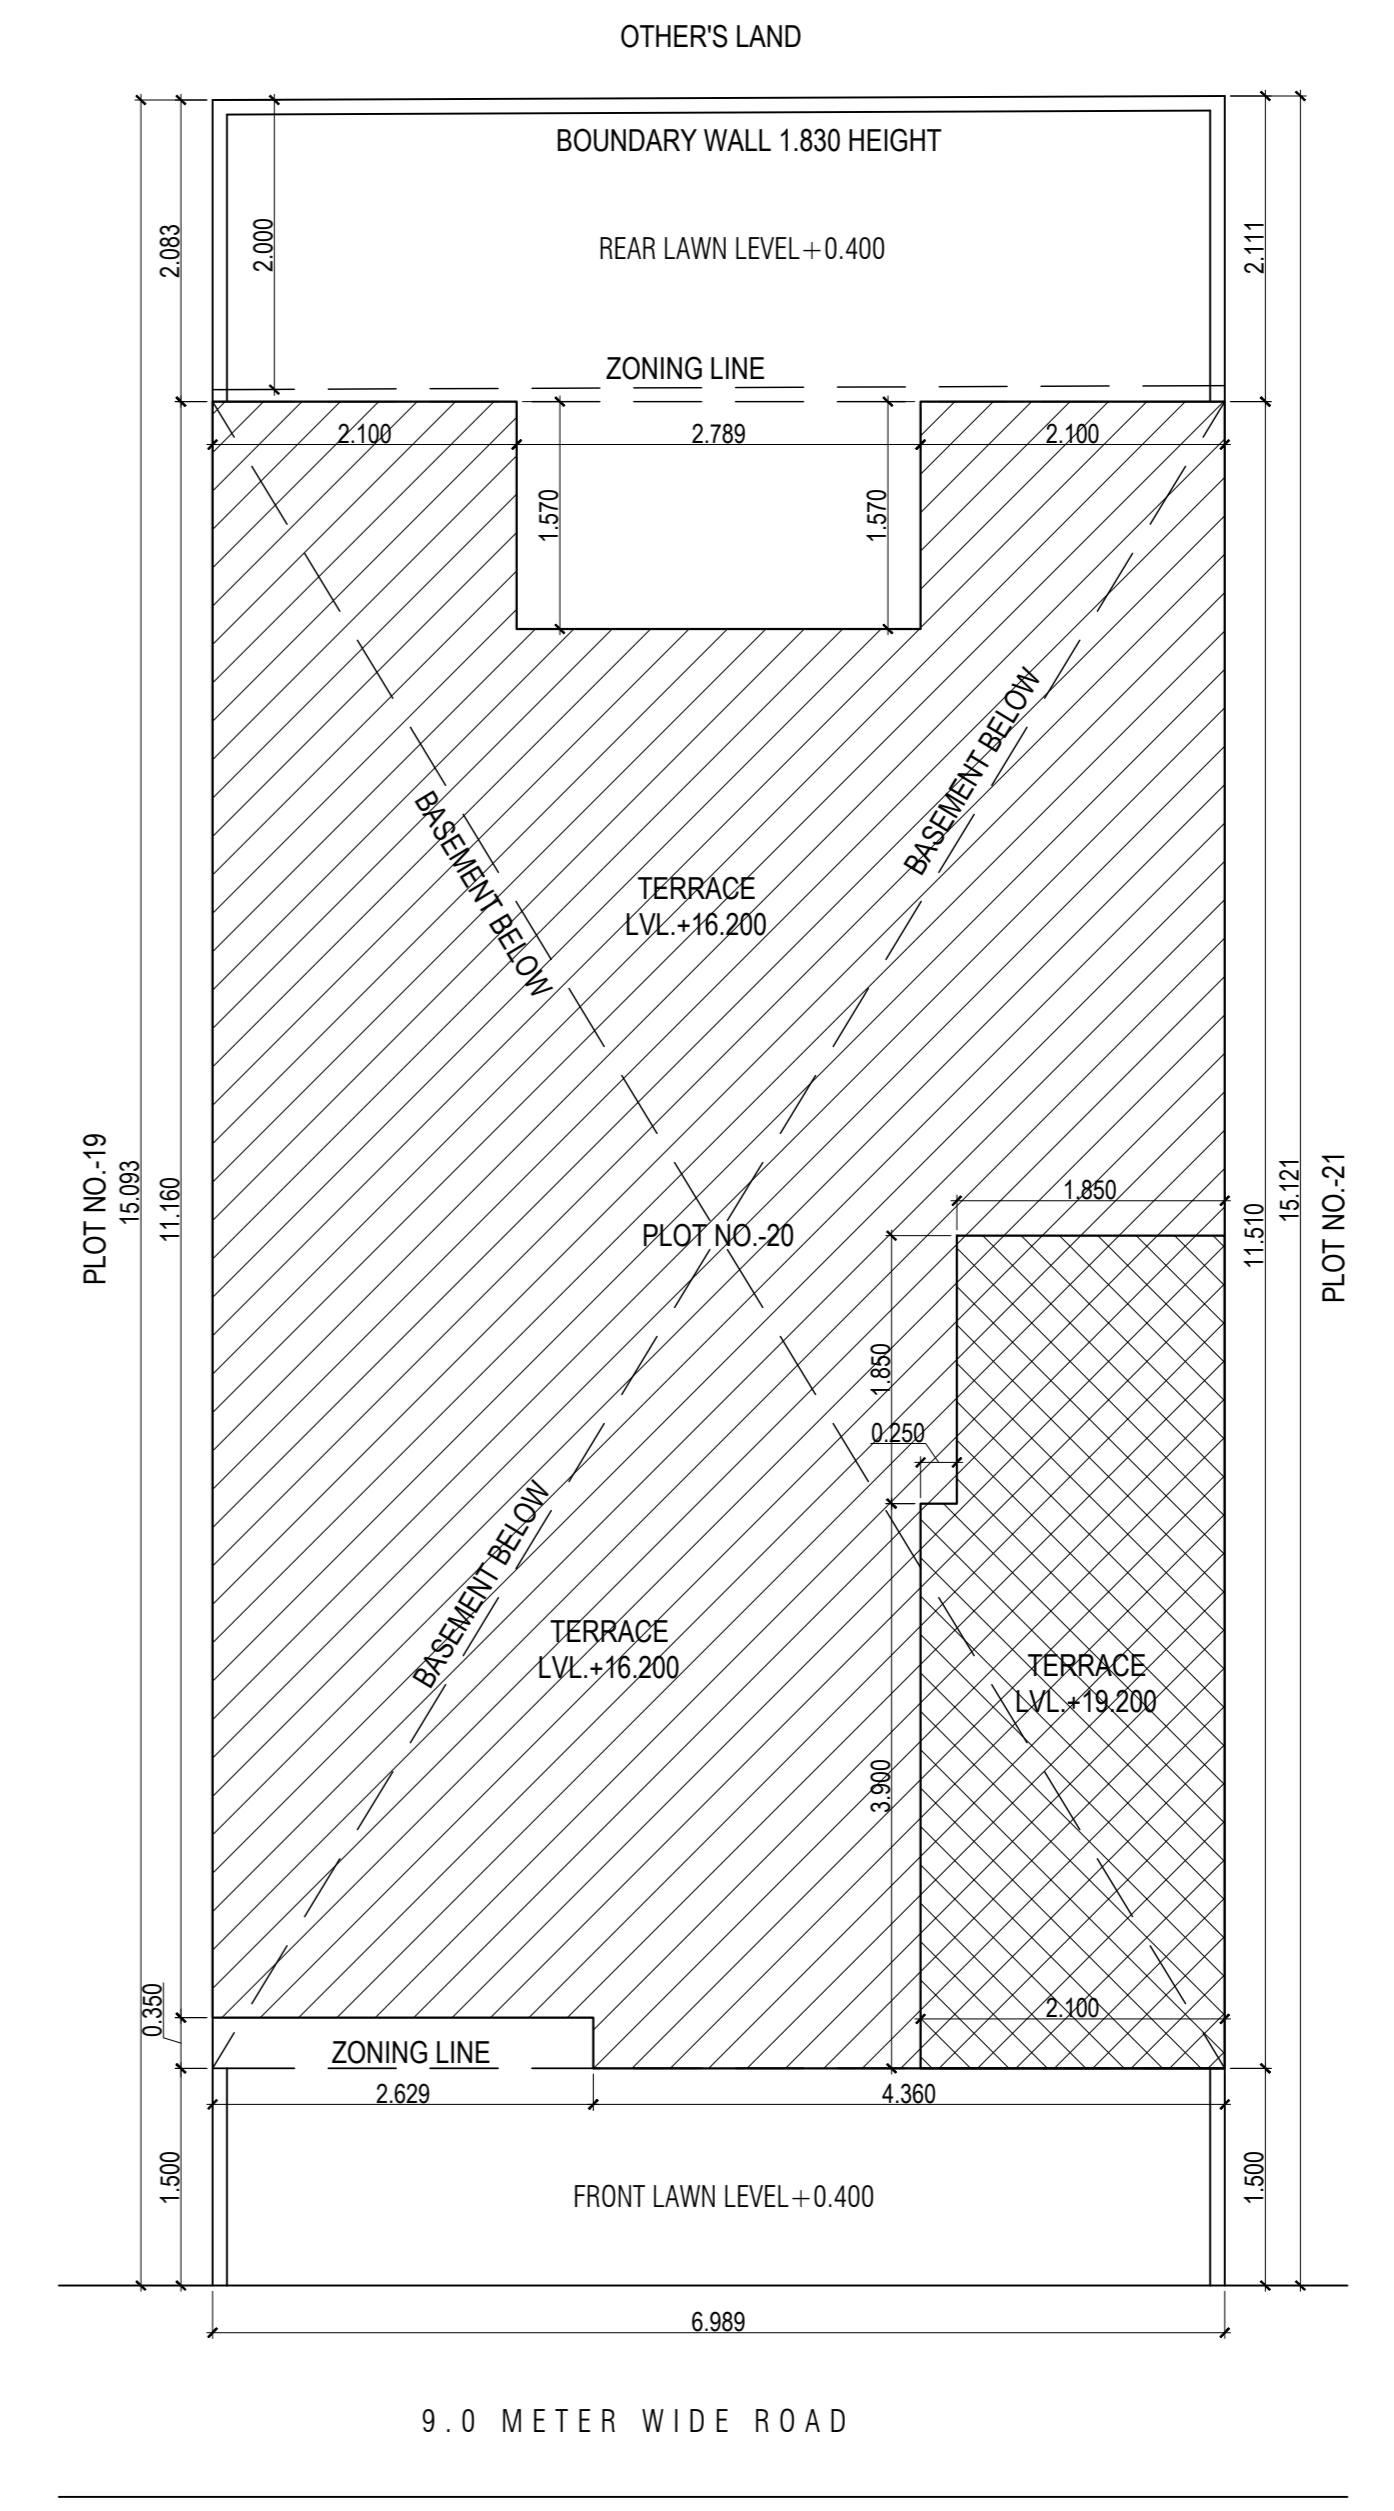 OTHER'S LAND
BOUNDARY WALL 1.830 HEIGHT
2.083
2.000
REAR LAWN LEVEL+0.400
2.111
ZONING LINE
2.100
2.789
2.100
1.570
1.570
BASEMENT BELOW
BASEMENT BELOW
TERRACE
LVL.+16.200
PLOT NO.-19
15.093
11.160
PLOT NO.-20
1.850
11.510
15.121
PLOT NO.-21
1.850
0.250
BASEMENT BELOW
TERRACE
LVL.+16.200
TERRACE
LVL.+19.200
3.900
0.350
2.100
ZONING LINE
2.629
4.360
1.500
FRONT LAWN LEVEL+0.400
1.500
6.989
9.0 METER WIDE ROAD